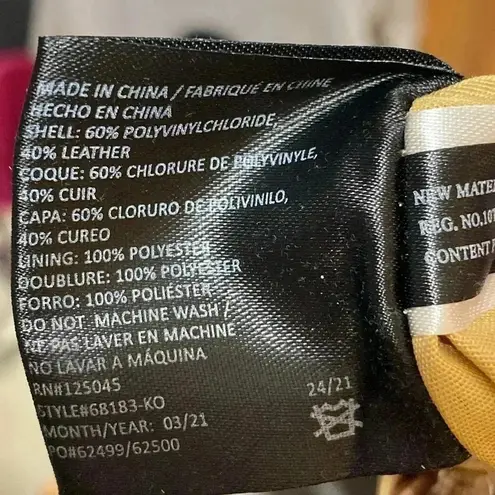 MADE IN CHINA / FABRIQUÉ EN CHINE
HECHO EN CHINA
SHELL: 60% POLYVINYLCHLORIDE,
40% LEATHER
COQUE: 60% CHLORURE DE POLYVINYLE,
40% CUIR
CAPA: 60% CLORURO DE POLIVINILO,
40% CUREO
LINING: 100% POLYESTER
DOUBLURE: 100% POLYESTER
FORRO: 100% POLIÉSTER
DO NOT MACHINE WASH /
NE PAS LAVER EN MACHINE
NO LAVAR A MÁQUINA
RN#125045
24/21
STYLE#68183-KO
MONTH/YEAR: 03/21
PO#62499/62500
NEW MATE
REG. NO.
CONTENT